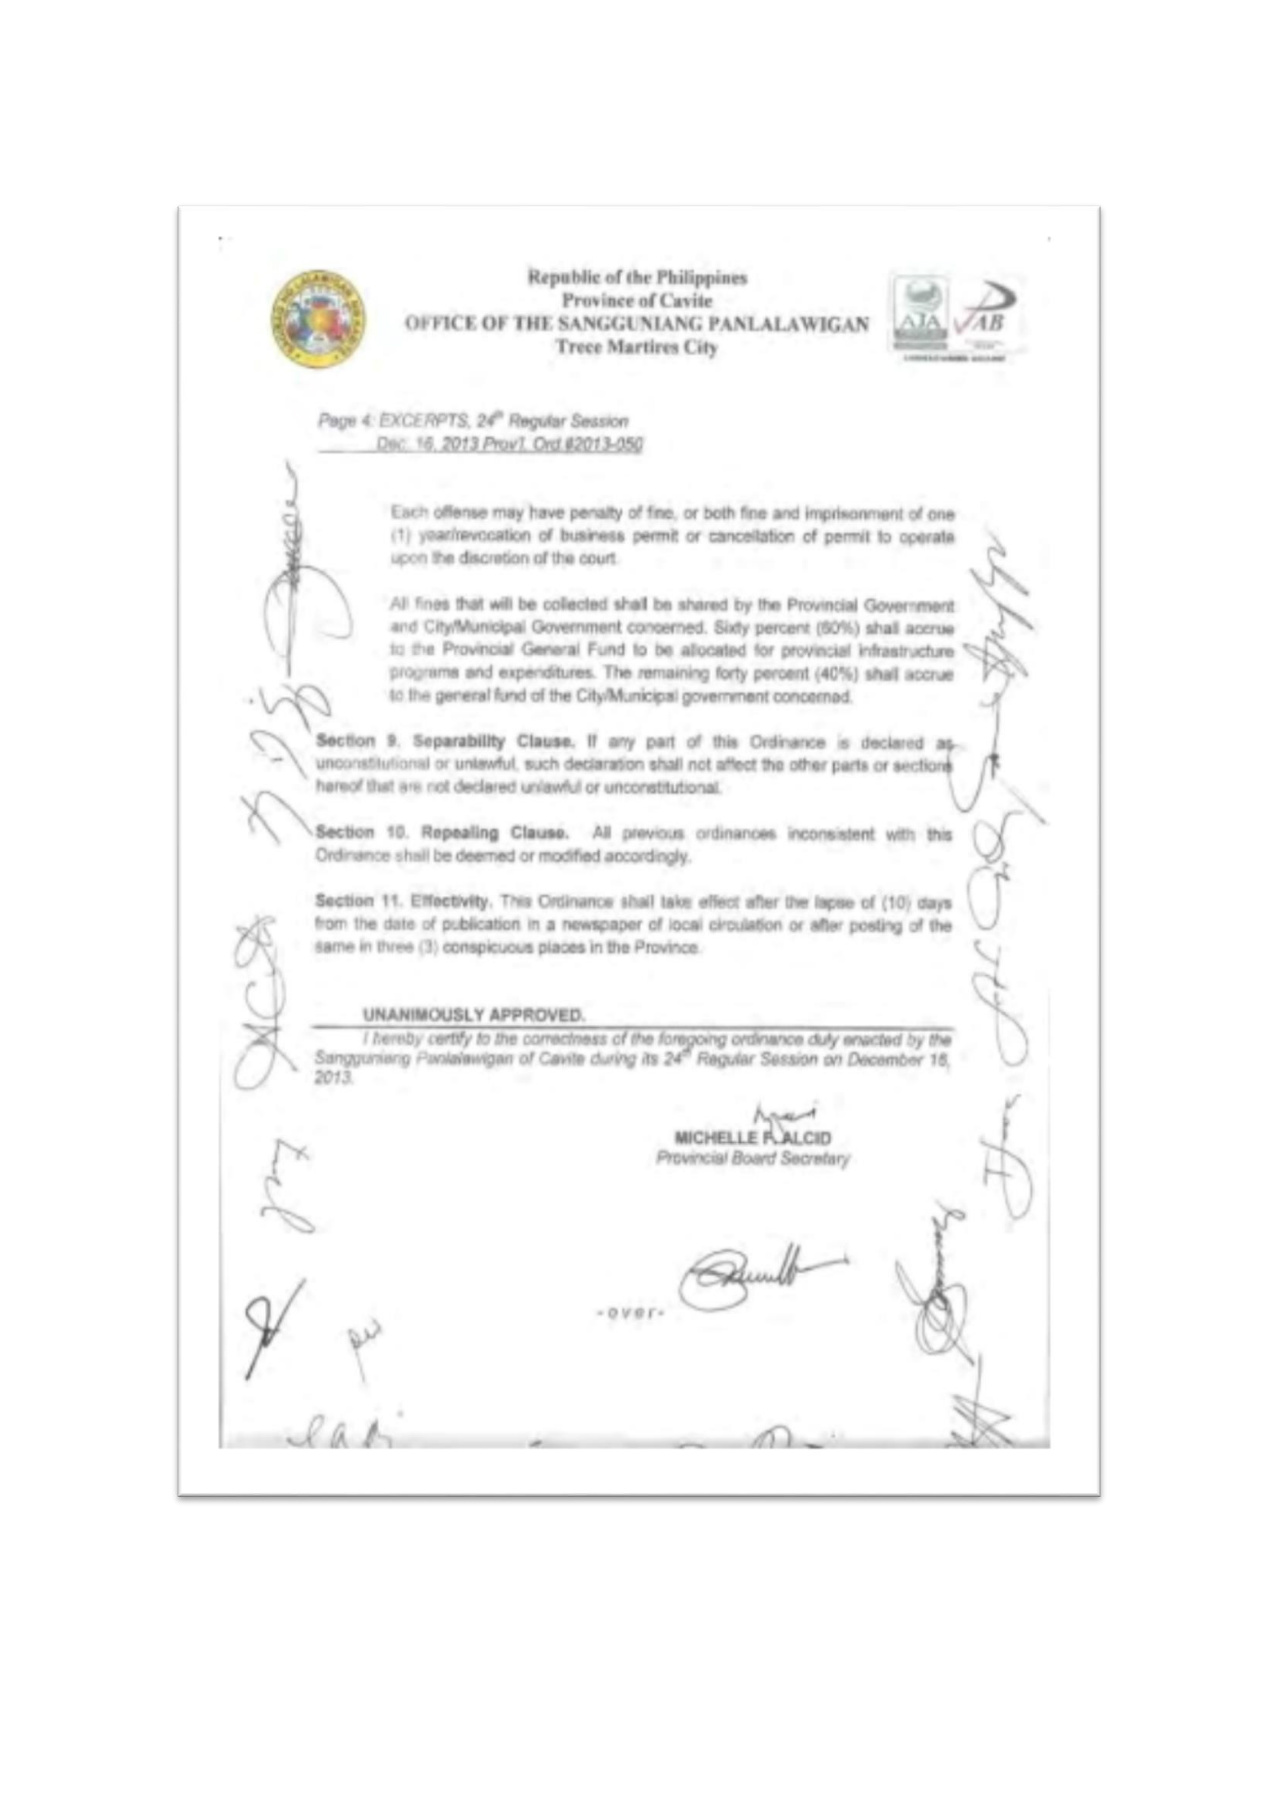 Republic of the Philippines
Province of Cavite
OFFICE OF THE SANGGUNIANG PANLALAWIGAN
Trece Martires City
AJA
PAB
Page 4: EXCERPTS, 24th Regular Session
Dec. 16, 2013 Prov'l. Ord.#2013-050
Each offense may have penalty of fine, or both fine and imprisonment of one
(1) year/revocation of business permit or cancellation of permit to operate
upon the discretion of the court.
All fines that will be collected shall be shared by the Provincial Government
and City/Municipal Government concerned. Sixty percent (60%) shall accrue
to the Provincial General Fund to be allocated for provincial infrastructure
programs and expenditures. The remaining forty percent (40%) shall accrue
to the general fund of the City/Municipal government concerned.
Section 9. Separability Clause. If any part of this Ordinance is declared as
unconstitutional or unlawful, such declaration shall not affect the other parts or sections
hereof that are not declared unlawful or unconstitutional.
Section 10. Repealing Clause. All previous ordinances inconsistent with this
Ordinance shall be deemed or modified accordingly.
Section 11. Effectivity. This Ordinance shall take effect after the lapse of (10) days
from the date of publication in a newspaper of local circulation or after posting of the
same in three (3) conspicuous places in the Province.
UNANIMOUSLY APPROVED.
I hereby certify to the correctness of the foregoing ordinance duly enacted by the
Sangguniang Panlalawigan of Cavite during its 24th Regular Session on December 16,
2013.
MICHELLE F. ALCID
Provincial Board Secretary
-over-